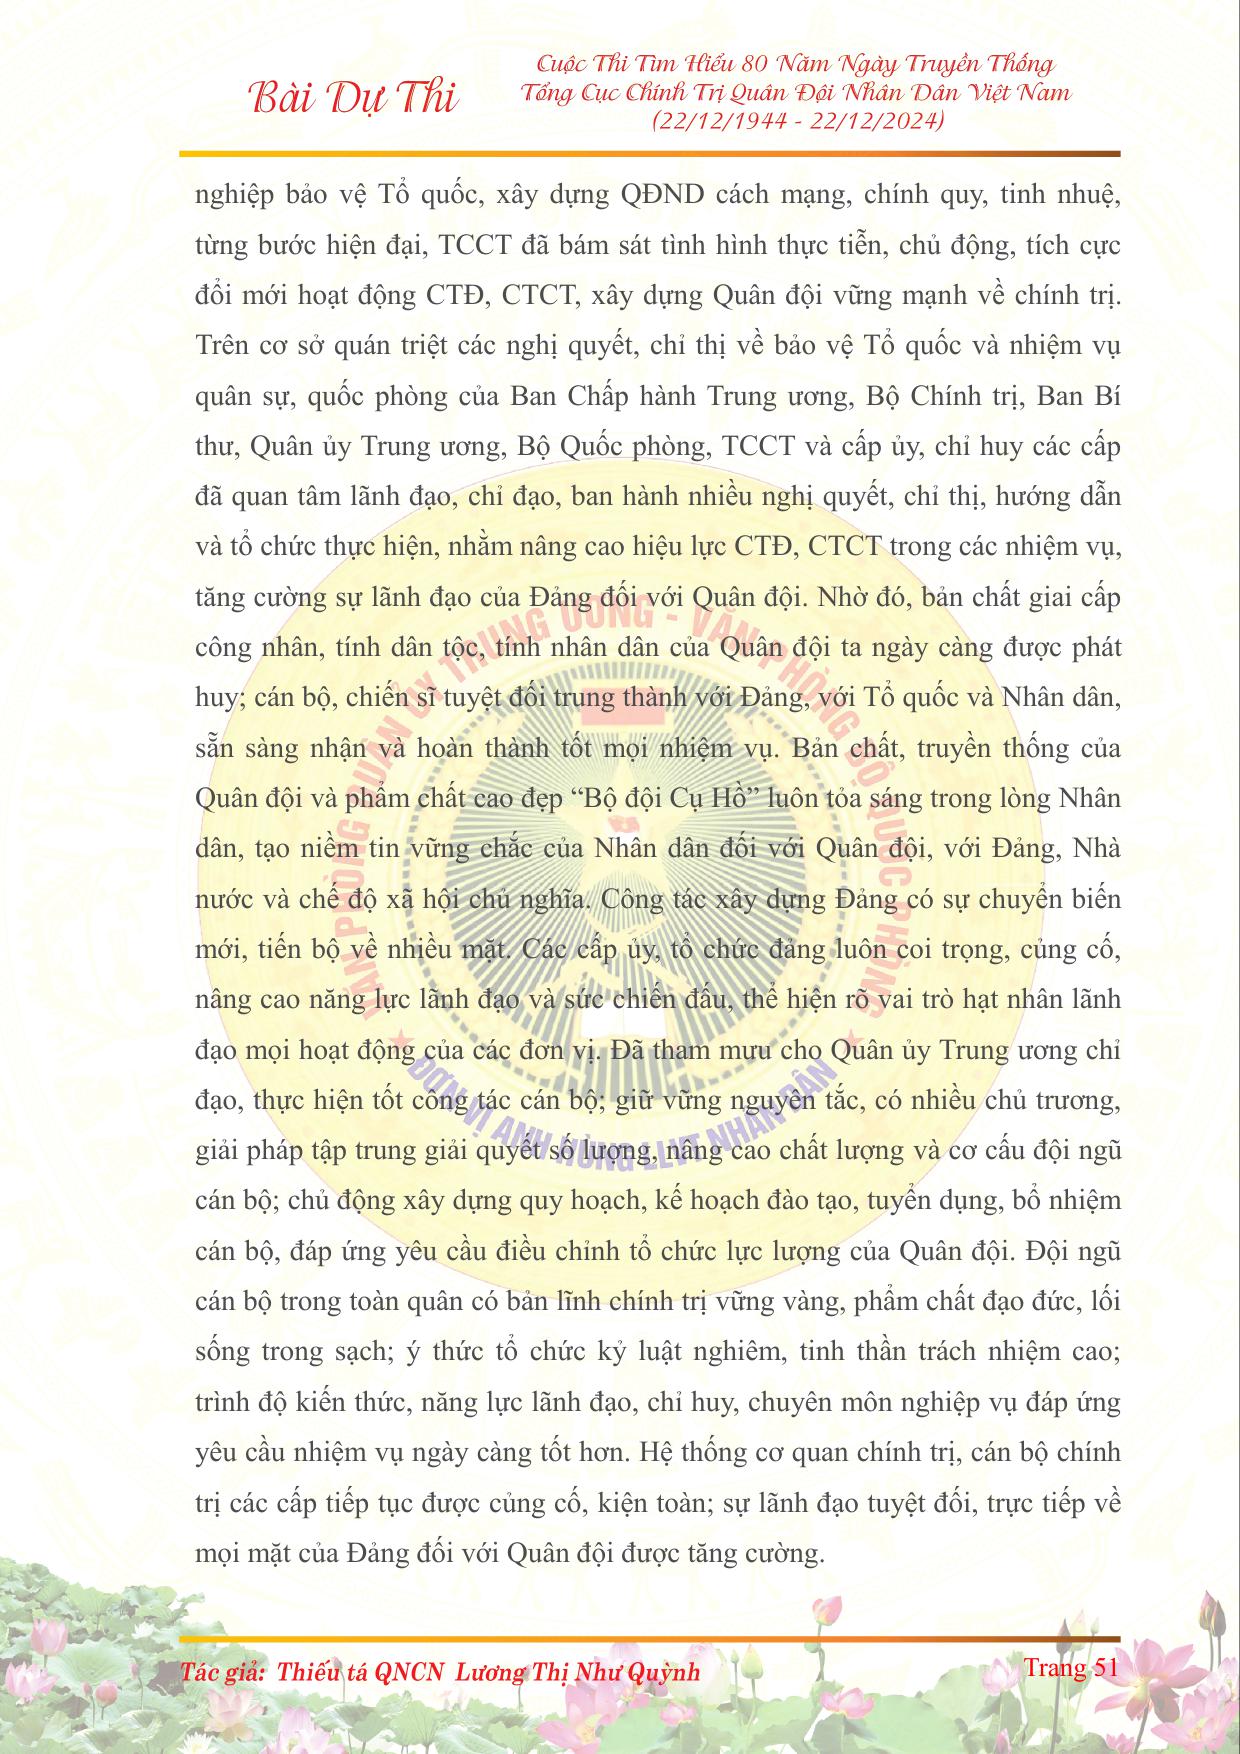 Bài Dự Thi
Cuộc Thi Tìm Hiểu 80 Năm Ngày Truyền Thống
Tổng Cục Chính Trị Quân Đội Nhân Dân Việt Nam
(22/12/1944 - 22/12/2024)
nghiệp bảo vệ Tổ quốc, xây dựng QĐND cách mạng, chính quy, tinh nhuệ,
từng bước hiện đại, TCCT đã bám sát tình hình thực tiễn, chủ động, tích cực
đổi mới hoạt động CTĐ, CTCT, xây dựng Quân đội vững mạnh về chính trị.
Trên cơ sở quán triệt các nghị quyết, chỉ thị về bảo vệ Tổ quốc và nhiệm vụ
quân sự, quốc phòng của Ban Chấp hành Trung ương, Bộ Chính trị, Ban Bí
thư, Quân ủy Trung ương, Bộ Quốc phòng, TCCT và cấp ủy, chỉ huy các cấp
đã quan tâm lãnh đạo, chỉ đạo, ban hành nhiều nghị quyết, chỉ thị, hướng dẫn
và tổ chức thực hiện, nhằm nâng cao hiệu lực CTĐ, CTCT trong các nhiệm vụ,
tăng cường sự lãnh đạo của Đảng đối với Quân đội. Nhờ đó, bản chất giai cấp
công nhân, tính dân tộc, tính nhân dân của Quân đội ta ngày càng được phát
huy; cán bộ, chiến sĩ tuyệt đối trung thành với Đảng, với Tổ quốc và Nhân dân,
sẵn sàng nhận và hoàn thành tốt mọi nhiệm vụ. Bản chất, truyền thống của
Quân đội và phẩm chất cao đẹp “Bộ đội Cụ Hồ” luôn tỏa sáng trong lòng Nhân
dân, tạo niềm tin vững chắc của Nhân dân đối với Quân đội, với Đảng, Nhà
nước và chế độ xã hội chủ nghĩa. Công tác xây dựng Đảng có sự chuyển biến
mới, tiến bộ về nhiều mặt. Các cấp ủy, tổ chức đảng luôn coi trọng, củng cố,
nâng cao năng lực lãnh đạo và sức chiến đấu, thể hiện rõ vai trò hạt nhân lãnh
đạo mọi hoạt động của các đơn vị. Đã tham mưu cho Quân ủy Trung ương chỉ
đạo, thực hiện tốt công tác cán bộ; giữ vững nguyên tắc, có nhiều chủ trương,
giải pháp tập trung giải quyết số lượng, nâng cao chất lượng và cơ cấu đội ngũ
cán bộ; chủ động xây dựng quy hoạch, kế hoạch đào tạo, tuyển dụng, bổ nhiệm
cán bộ, đáp ứng yêu cầu điều chỉnh tổ chức lực lượng của Quân đội. Đội ngũ
cán bộ trong toàn quân có bản lĩnh chính trị vững vàng, phẩm chất đạo đức, lối
sống trong sạch; ý thức tổ chức kỷ luật nghiêm, tinh thần trách nhiệm cao;
trình độ kiến thức, năng lực lãnh đạo, chỉ huy, chuyên môn nghiệp vụ đáp ứng
yêu cầu nhiệm vụ ngày càng tốt hơn. Hệ thống cơ quan chính trị, cán bộ chính
trị các cấp tiếp tục được củng cố, kiện toàn; sự lãnh đạo tuyệt đối, trực tiếp về
mọi mặt của Đảng đối với Quân đội được tăng cường.
VĂN PHÒNG QUÂN ỦY TRUNG ƯƠNG - VĂN PHÒNG BỘ QUỐC PHÒNG
ĐƠN VỊ ANH HÙNG LLVT NHÂN DÂN
Tác giả: Thiếu tá QNCN Lương Thị Như Quỳnh
Trang 51